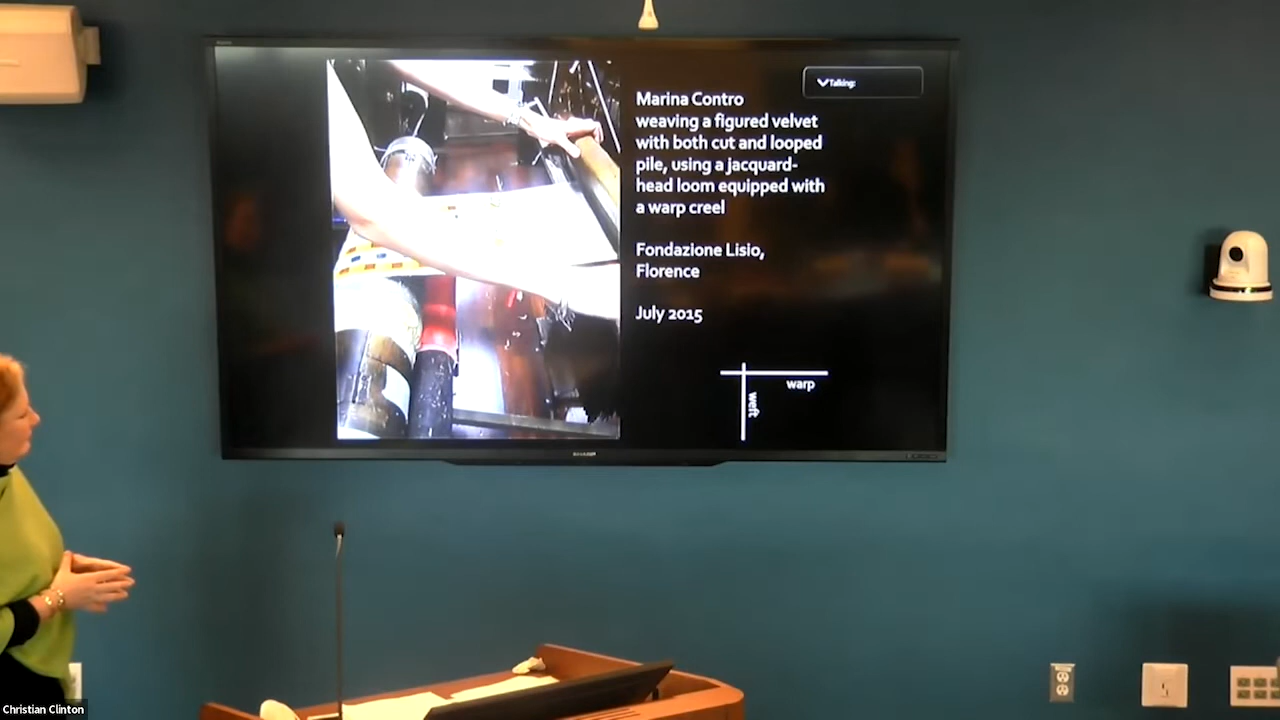 Talking:
Marina Contro
weaving a figured velvet
with both cut and looped
pile, using a jacquard-
head loom equipped with
a warp creel
Fondazione Lisio,
Florence
July 2015
warp
weft
SHARP
Christian Clinton